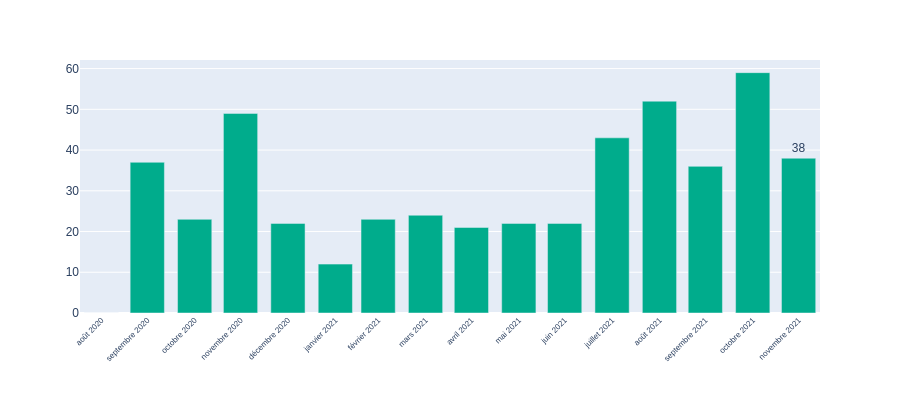 60
50
40
30
20
10
0
38
août 2020
septembre 2020
octobre 2020
novembre 2020
décembre 2020
janvier 2021
février 2021
mars 2021
avril 2021
mai 2021
juin 2021
juillet 2021
août 2021
septembre 2021
octobre 2021
novembre 2021